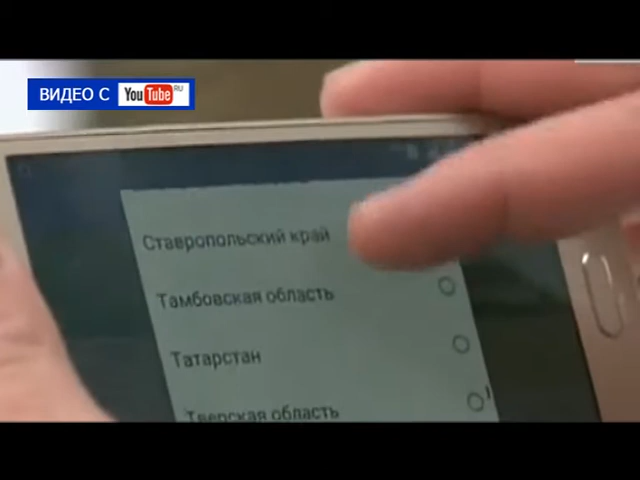 ВИДЕО С YouTube RU
Ставропольский край
Тамбовская область
Татарстан
Тверская область